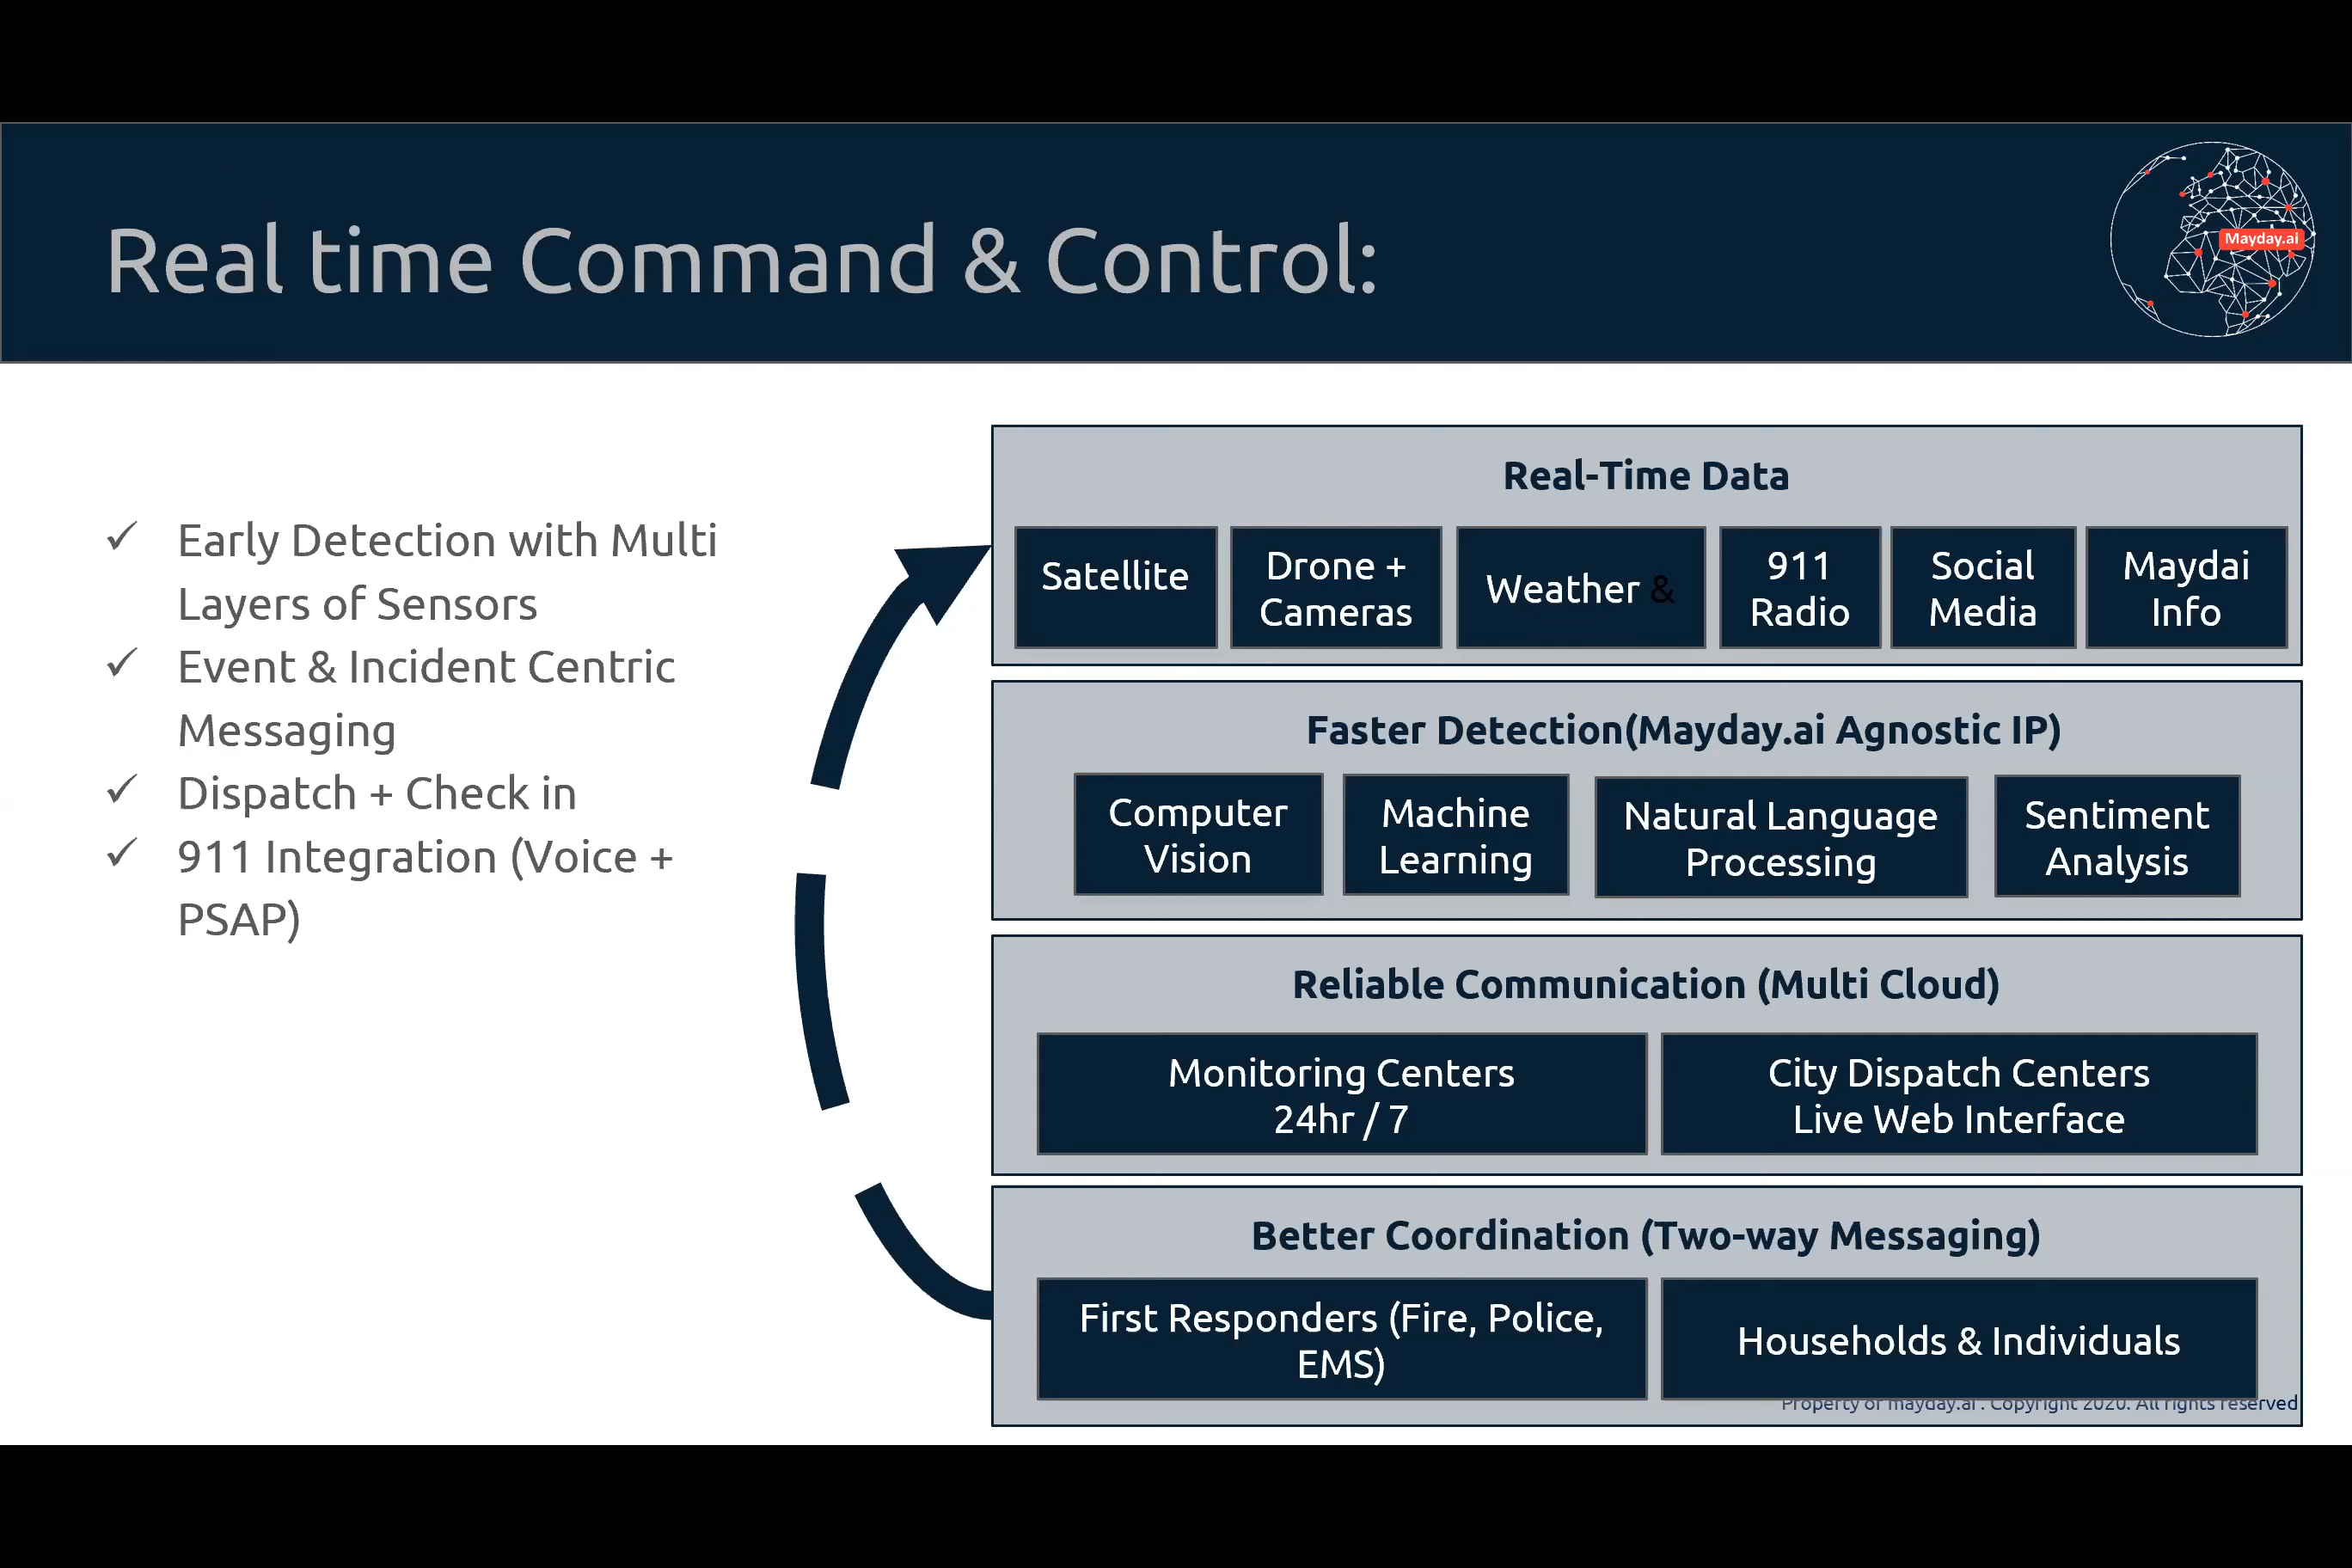 Real time Command & Control:
Mayday.ai
Early Detection with Multi
Layers of Sensors
Event & Incident Centric
Messaging
Dispatch + Check in
911 Integration (Voice +
PSAP)
Real-Time Data
Satellite
Drone +
Cameras
Weather &
911
Radio
Social
Media
Maydai
Info
Faster Detection(Mayday.ai Agnostic IP)
Computer
Vision
Machine
Learning
Natural Language
Processing
Sentiment
Analysis
Reliable Communication (Multi Cloud)
Monitoring Centers
24hr / 7
City Dispatch Centers
Live Web Interface
Better Coordination (Two-way Messaging)
First Responders (Fire, Police,
EMS)
Households & Individuals
Property of mayday.ai . Copyright 2020. All rights reserved